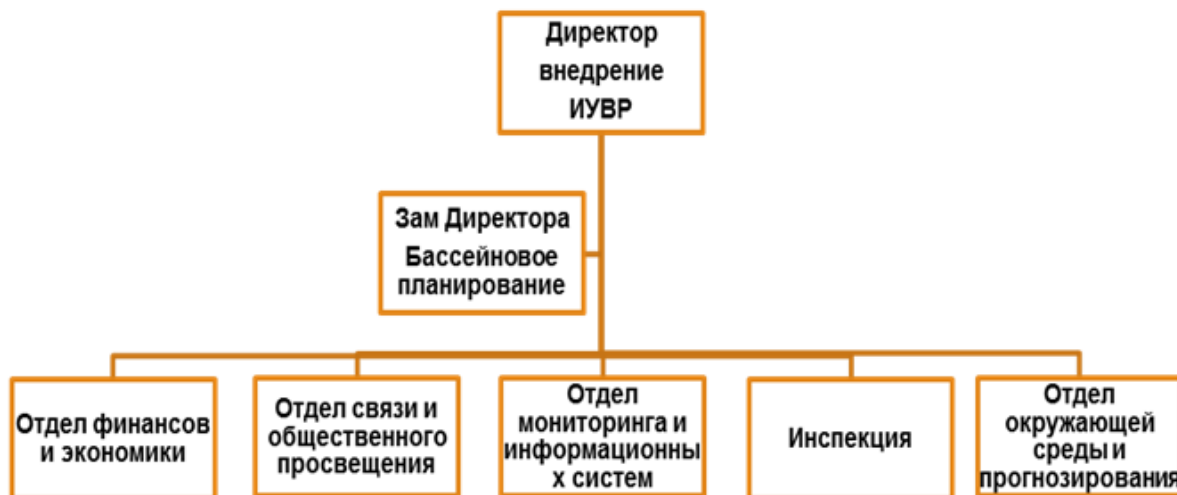 Директор
внедрение
ИУВР
Зам Директора
Бассейновое
планирование
Отдел финансов
и экономики
Отдел связи и
общественного
просвещения
Отдел
мониторинга и
информационны
х систем
Инспекция
Отдел
окружающей
среды и
прогнозирования